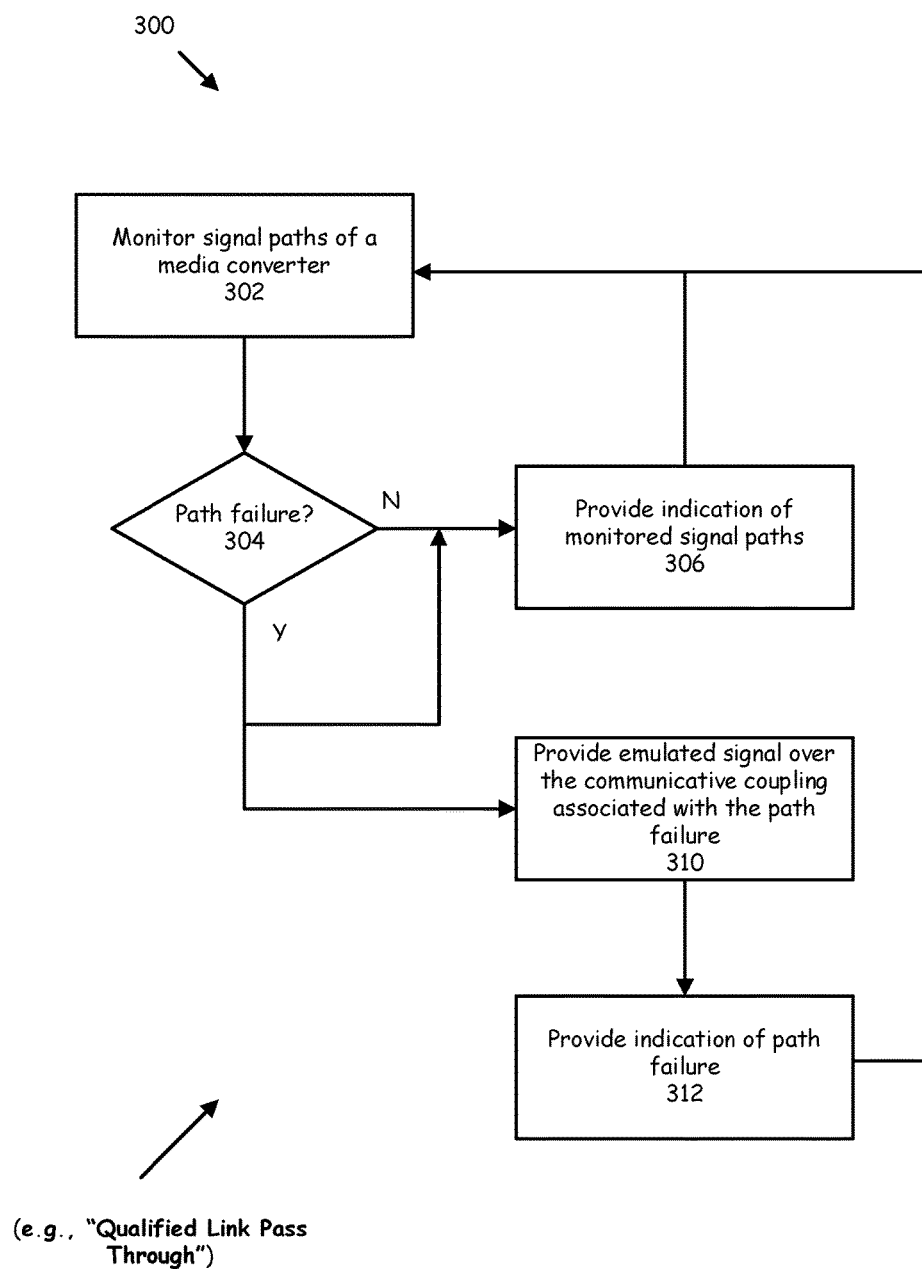 300
Monitor signal paths of a
media converter
302
Path failure?
304
N
Y
Provide indication of
monitored signal paths
306
Provide emulated signal over
the communicative coupling
associated with the path
failure
310
Provide indication of path
failure
312
(e.g., “Qualified Link Pass
Through”)